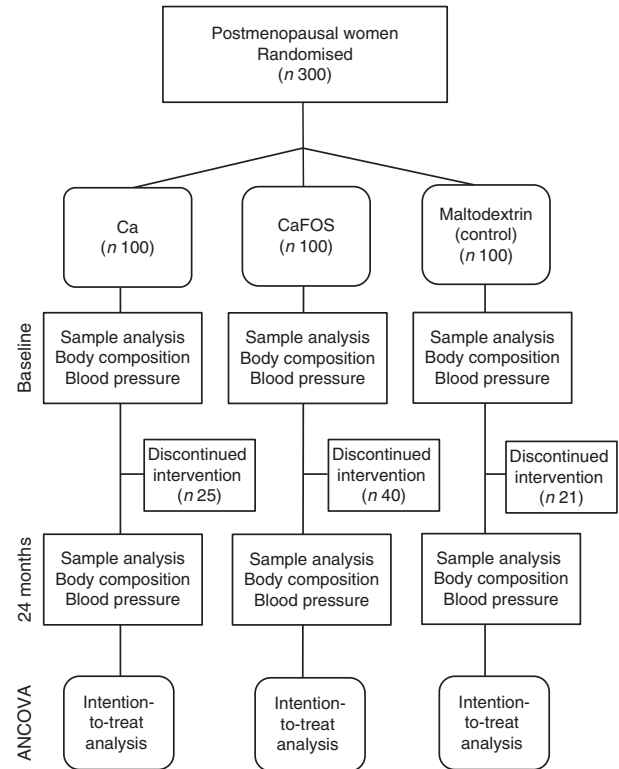 Postmenopausal women
Randomised
(n 300)
Ca
(n 100)
CaFOS
(n 100)
Maltodextrin
(control)
(n 100)
Baseline
Sample analysis
Body composition
Blood pressure
Sample analysis
Body composition
Blood pressure
Sample analysis
Body composition
Blood pressure
Discontinued
intervention
(n 25)
Discontinued
intervention
(n 40)
Discontinued
intervention
(n 21)
24 months
Sample analysis
Body composition
Blood pressure
Sample analysis
Body composition
Blood pressure
Sample analysis
Body composition
Blood pressure
ANCOVA
Intention-
to-treat
analysis
Intention-
to-treat
analysis
Intention-
to-treat
analysis